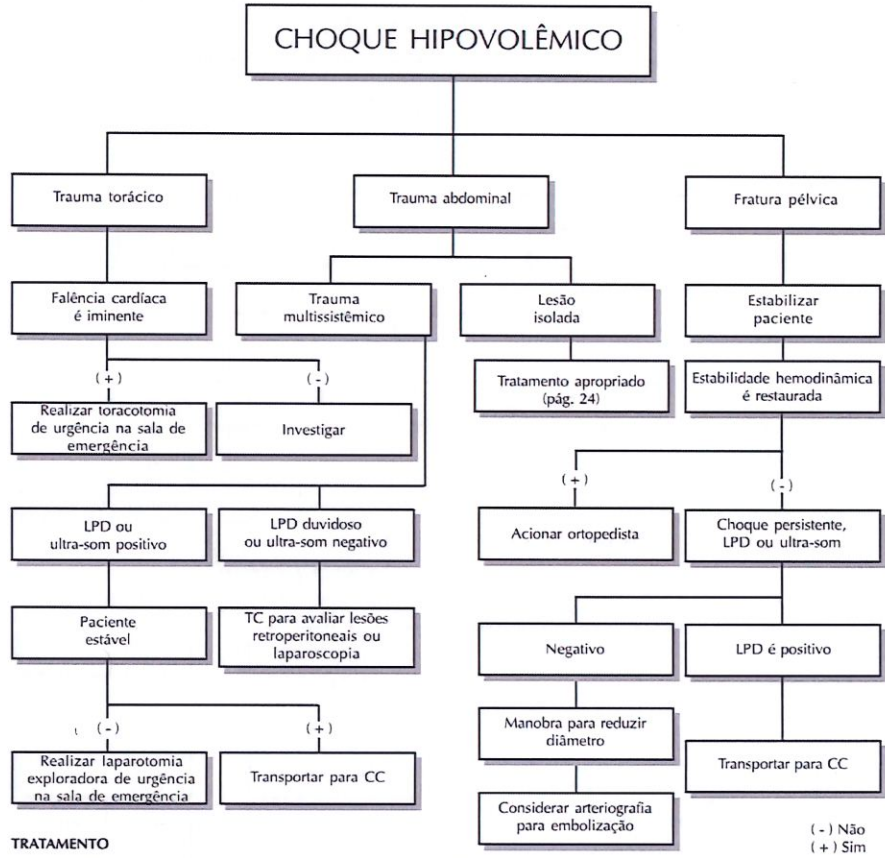 CHOQUE HIPOVOLÊMICO
Trauma torácico
Trauma abdominal
Fratura pélvica
Falência cardíaca
é iminente
Trauma
multissistêmico
Lesão
isolada
Estabilizar
paciente
(+)
(-)
Tratamento apropriado
(pág. 24)
Estabilidade hemodinâmica
é restaurada
Realizar toracotomia
de urgência na sala de
emergência
Investigar
(+)
(-)
LPD ou
ultra-som positivo
LPD duvidoso
ou ultra-som negativo
Acionar ortopedista
Choque persistente,
LPD ou ultra-som
Paciente
estável
TC para avaliar lesões
retroperitoneais ou
laparoscopia
Negativo
LPD é positivo
(-)
(+)
Manobra para reduzir
diâmetro
Realizar laparotomia
exploradora de urgência
na sala de emergência
Transportar para CC
Transportar para CC
Considerar arteriografia
para embolização
TRATAMENTO
(-) Não
(+) Sim